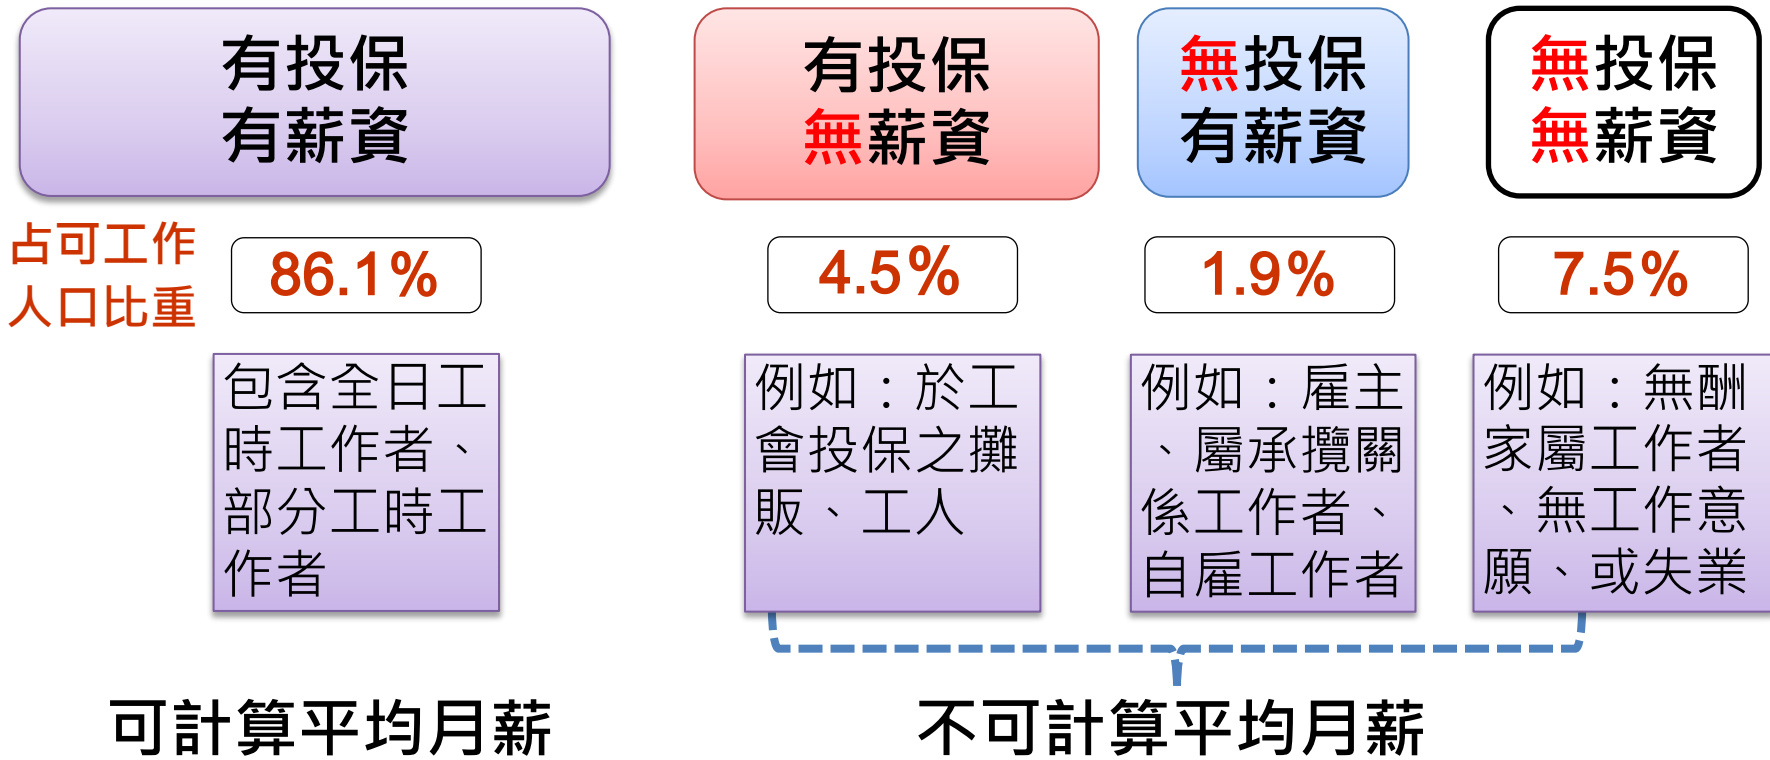 有投保
有薪資
有投保
無薪資
無投保
有薪資
無投保
無薪資
占可工作
人口比重
86.1%
4.5%
1.9%
7.5%
包含全日工
時工作者、
部分工時工
作者
例如：於工
會投保之攤
販、工人
例如：雇主
、屬承攬關
係工作者、
自雇工作者
例如：無酬
家屬工作者
、無工作意
願、或失業
可計算平均月薪
不可計算平均月薪